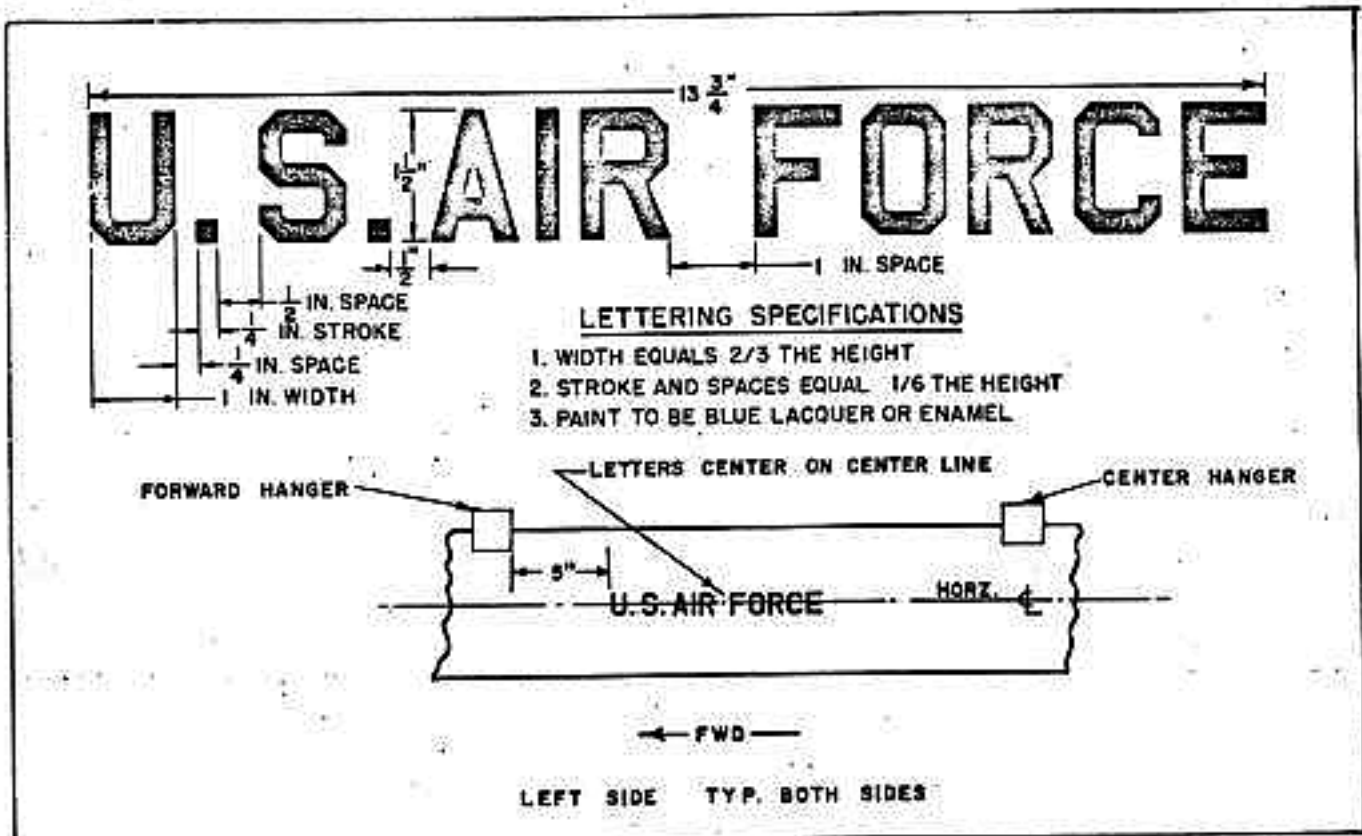 13 3/4"
U.S. AIR FORCE
1 1/2"
1/2"
1 IN. SPACE
1/2 IN. SPACE
1/4 IN. STROKE
1/4 IN. SPACE
1 IN. WIDTH
LETTERING SPECIFICATIONS
1. WIDTH EQUALS 2/3 THE HEIGHT
2. STROKE AND SPACES EQUAL 1/6 THE HEIGHT
3. PAINT TO BE BLUE LACQUER OR ENAMEL
LETTERS CENTER ON CENTER LINE
FORWARD HANGER
CENTER HANGER
5"
U.S. AIR FORCE
HORZ. ℄
FWD
LEFT SIDE TYP. BOTH SIDES